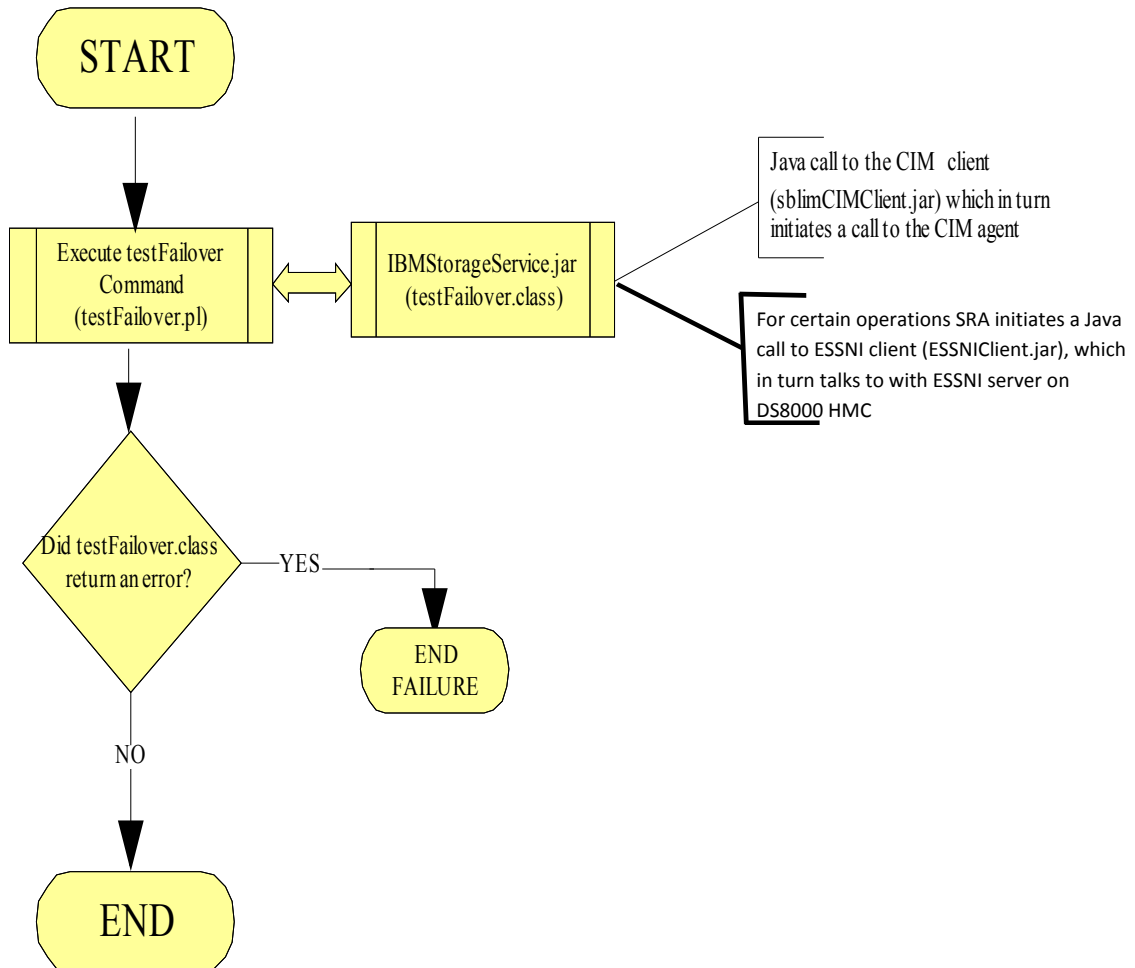 START
Execute testFailover
Command
(testFailover.pl)
IBMStorageService.jar
(testFailover.class)
Java call to the CIM client
(sblimCIMClient.jar) which in turn
initiates a call to the CIM agent
For certain operations SRA initiates a Java
call to ESSNI client (ESSNIClient.jar), which
in turn talks to with ESSNI server on
DS8000 HMC
Did testFailover.class
return an error?
YES
END
FAILURE
NO
END